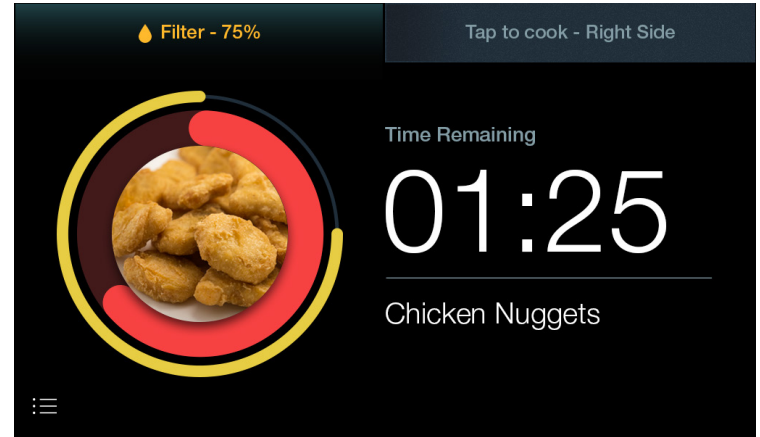 Filter - 75%
Tap to cook - Right Side
Time Remaining
01:25
Chicken Nuggets